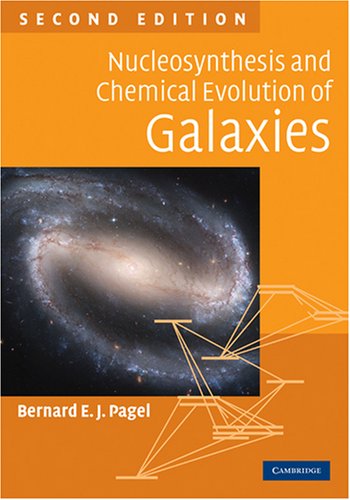 SECOND EDITION
Nucleosynthesis and
Chemical Evolution of
Galaxies
Bernard E. J. Pagel
CAMBRIDGE